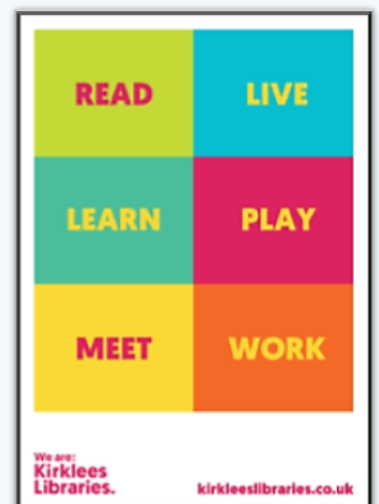 READ LIVE
LEARN PLAY
MEET WORK
We are:
Kirklees
Libraries.
kirkleeslibraries.co.uk